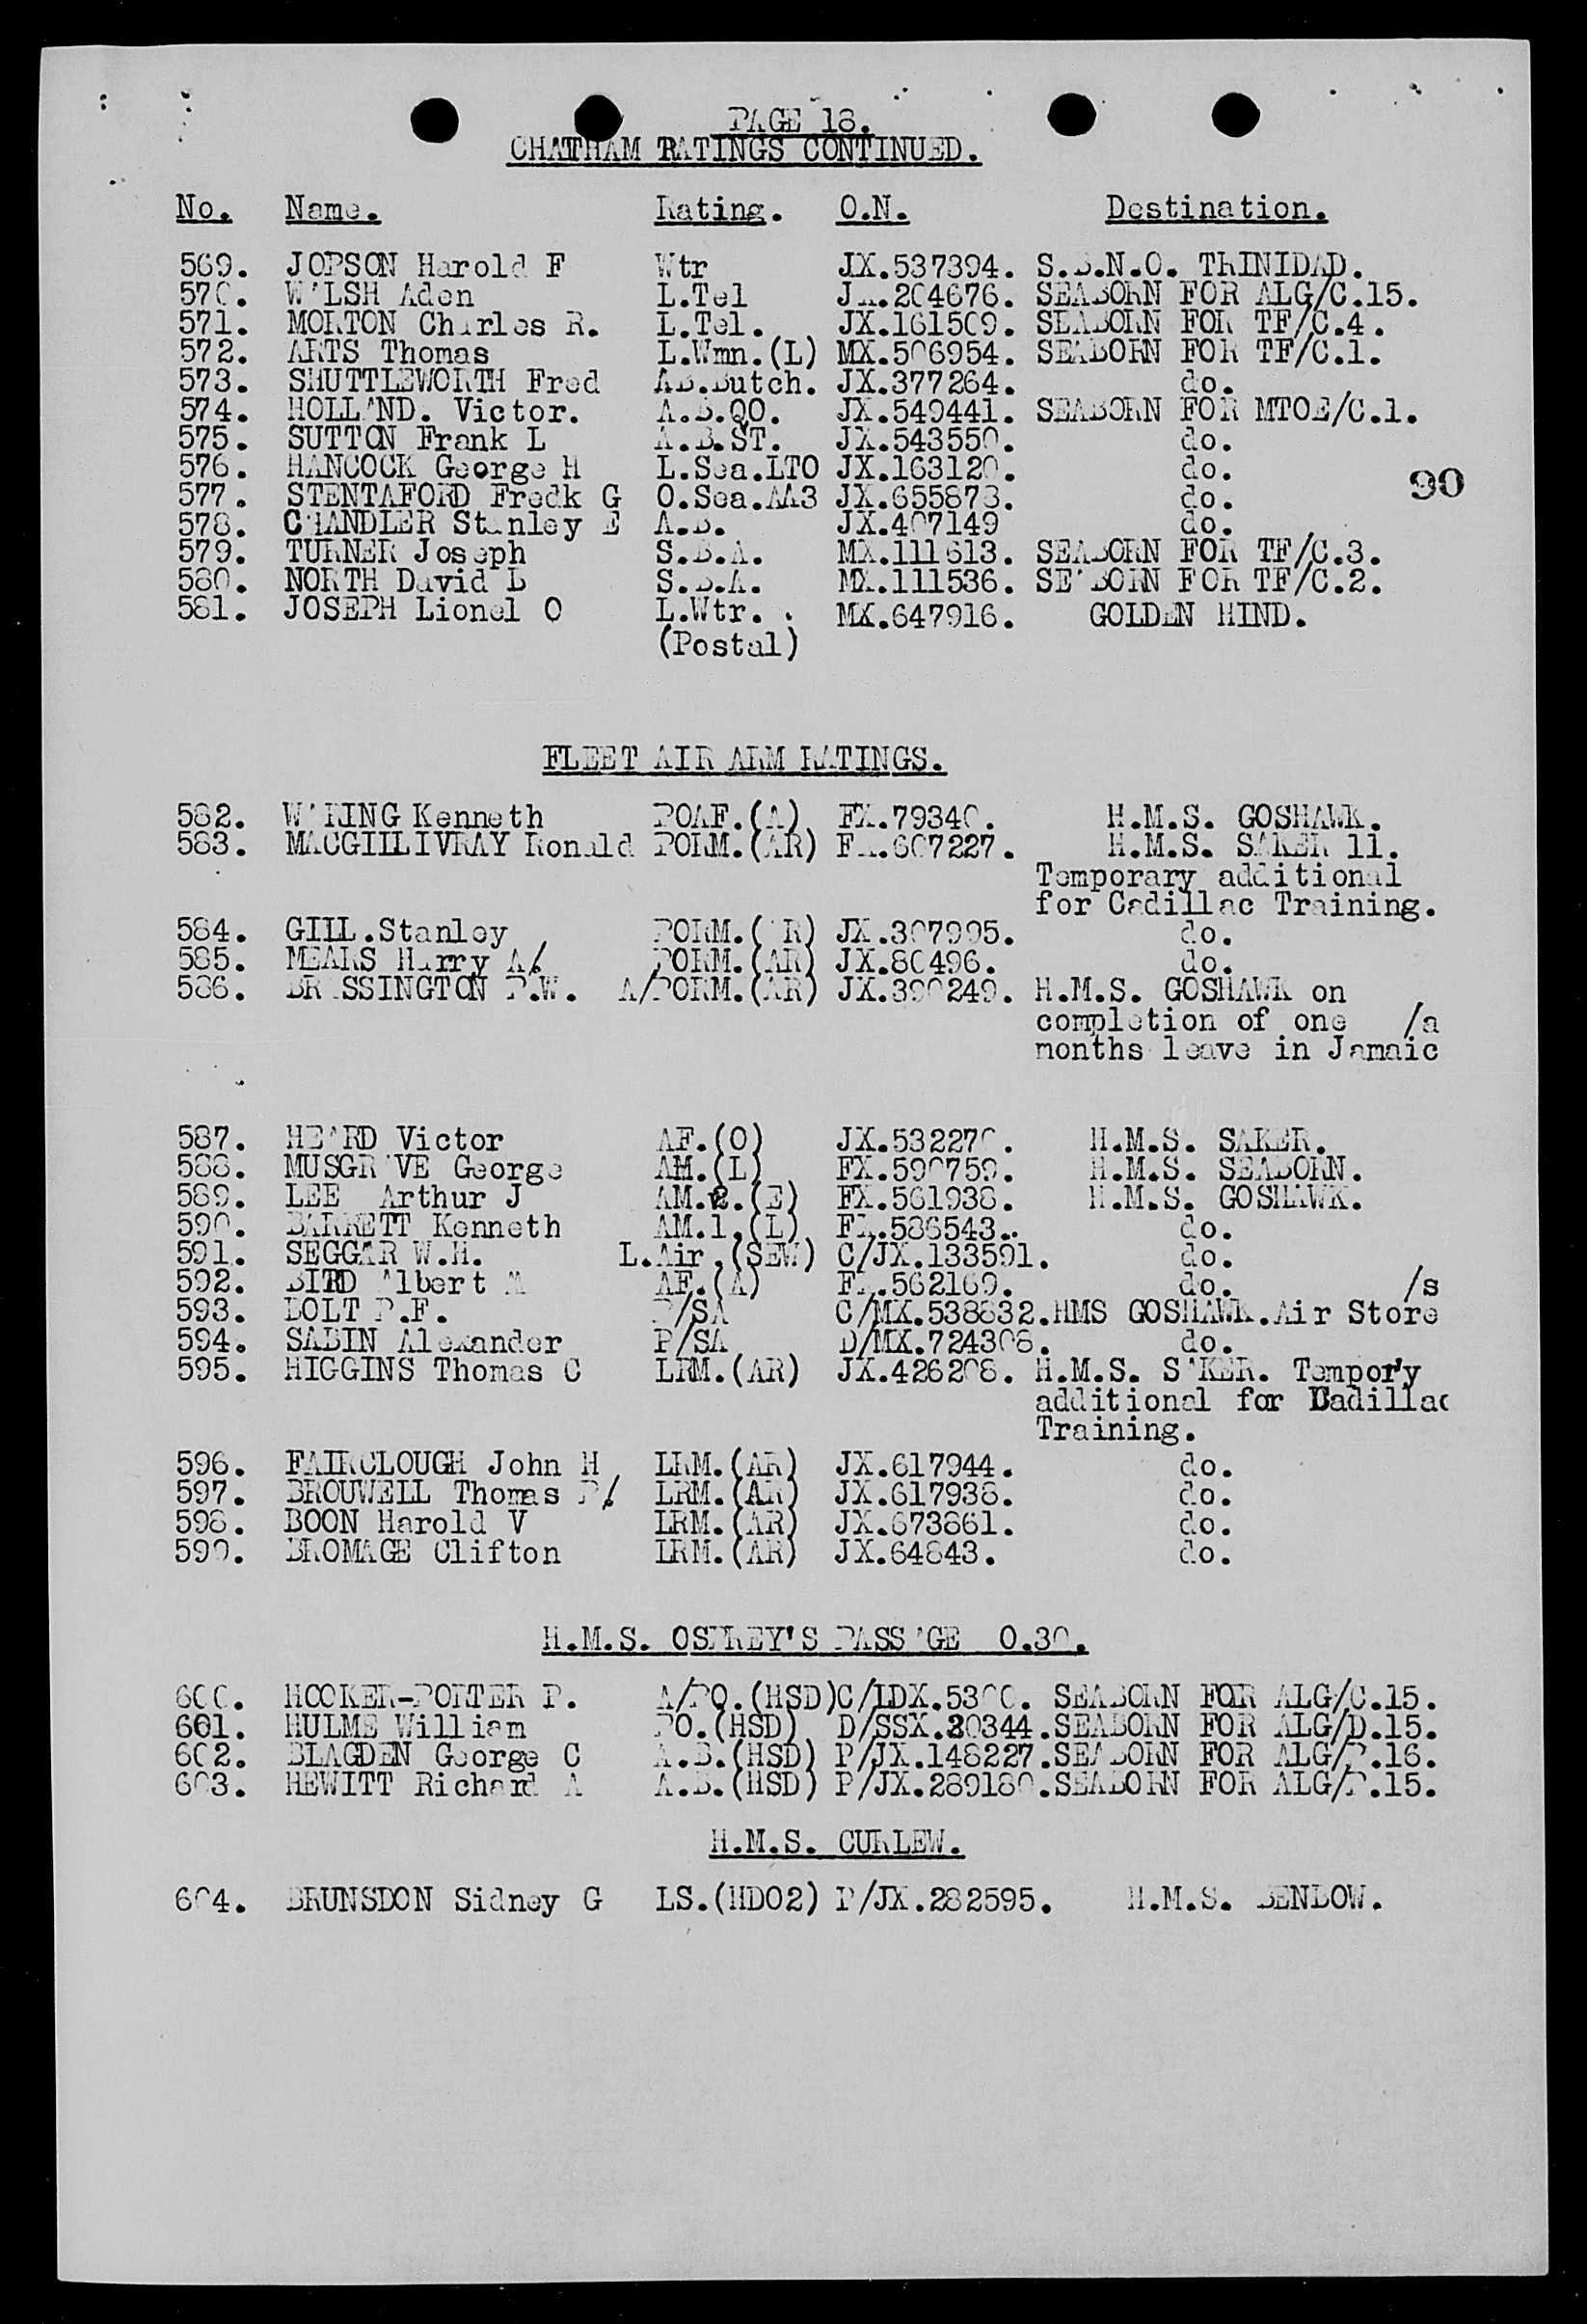 PAGE 18.
CHATHAM RATINGS CONTINUED.
No. Name. Rating. O.N. Destination.
569. JOPSON Harold F Wtr JX.537394. S.B.N.O. TRINIDAD.
570. WALSH Aden L.Tel JX.204676. SEABORN FOR ALG/C.15.
571. MORTON Charles R. L.Tel. JX.161509. SEABORN FOR TF/C.4.
572. ARTS Thomas L.Wmn.(L) MX.506954. SEABORN FOR TF/C.1.
573. SHUTTLEWORTH Fred AB.Butch. JX.377264. do.
574. HOLLAND. Victor. A.B.QO. JX.549441. SEABORN FOR MTOE/C.1.
575. SUTTON Frank L A.B.ST. JX.543550. do.
576. HANCOCK George H L.Sea.LTO JX.163120. do.
90
577. STENTAFORD Fredk G O.Sea.AA3 JX.655873. do.
578. CHANDLER Stanley E A.B. JX.407149 do.
579. TURNER Joseph S.B.A. MX.111613. SEABORN FOR TF/C.3.
580. NORTH David B S.B.A. MX.111536. SEABORN FOR TF/C.2.
581. JOSEPH Lionel O L.Wtr. . MX.647916. GOLDEN HIND.
(Postal)
FLEET AIR ARM RATINGS.
582. WARING Kenneth POAF.(A) FX.79340. H.M.S. GOSHAWK.
583. MACGILLIVRAY Ronald PORM.(AR) FX.607227. H.M.S. SAKER 11.
Temporary additional
for Cadillac Training.
584. GILL.Stanley PORM.(AR) JX.307995. do.
585. MEARS Harry A/. PORM.(AR) JX.80496. do.
586. BRASSINGTON P.W. A/PORM.(AR) JX.390249. H.M.S. GOSHAWK on
completion of one /a
months leave in Jamaic
587. HEARD Victor AF.(O) JX.532270. H.M.S. SAKER.
588. MUSGRAVE George AM.(L) FX.590759. H.M.S. SEABORN.
589. LEE Arthur J AM.2.(E) FX.561938. H.M.S. GOSHAWK.
590. BARRETT Kenneth AM.1.(L) FX.586543.. do.
591. SEGGAR W.H. L.Air.(SEW) C/JX.133591. do.
592. BIRD Albert M AF.(A) FX.562169. do. /s
593. BOLT P.F. P/SA C/MX.538832.HMS GOSHAWK.Air Store
594. SABIN Alexander P/SA D/MX.724308. do.
595. HIGGINS Thomas C LRM.(AR) JX.426208. H.M.S. SAKER. Tempor'y
additional for Cadillac
Training.
596. FAIRCLOUGH John H LRM.(AR) JX.617944. do.
597. BROUWELL Thomas P/. LRM.(AR) JX.617938. do.
598. BOON Harold V LRM.(AR) JX.673861. do.
599. BROMAGE Clifton LRM.(AR) JX.64843. do.
H.M.S. OSPREY'S PASSAGE 0.30.
600. HOOKER-PORTER P. A/PO.(HSD)C/LDX.5300. SEABORN FOR ALG/C.15.
601. HULME William PO.(HSD) D/SSX.20344.SEABORN FOR ALG/D.15.
602. BLAGDEN George C A.B.(HSD) P/JX.148227.SEABORN FOR ALG/P.16.
603. HEWITT Richard A A.B.(HSD) P/JX.289180.SEABORN FOR ALG/P.15.
H.M.S. CURLEW.
604. BRUNSDON Sidney G LS.(HDO2) P/JX.282595. H.M.S. BENBOW.